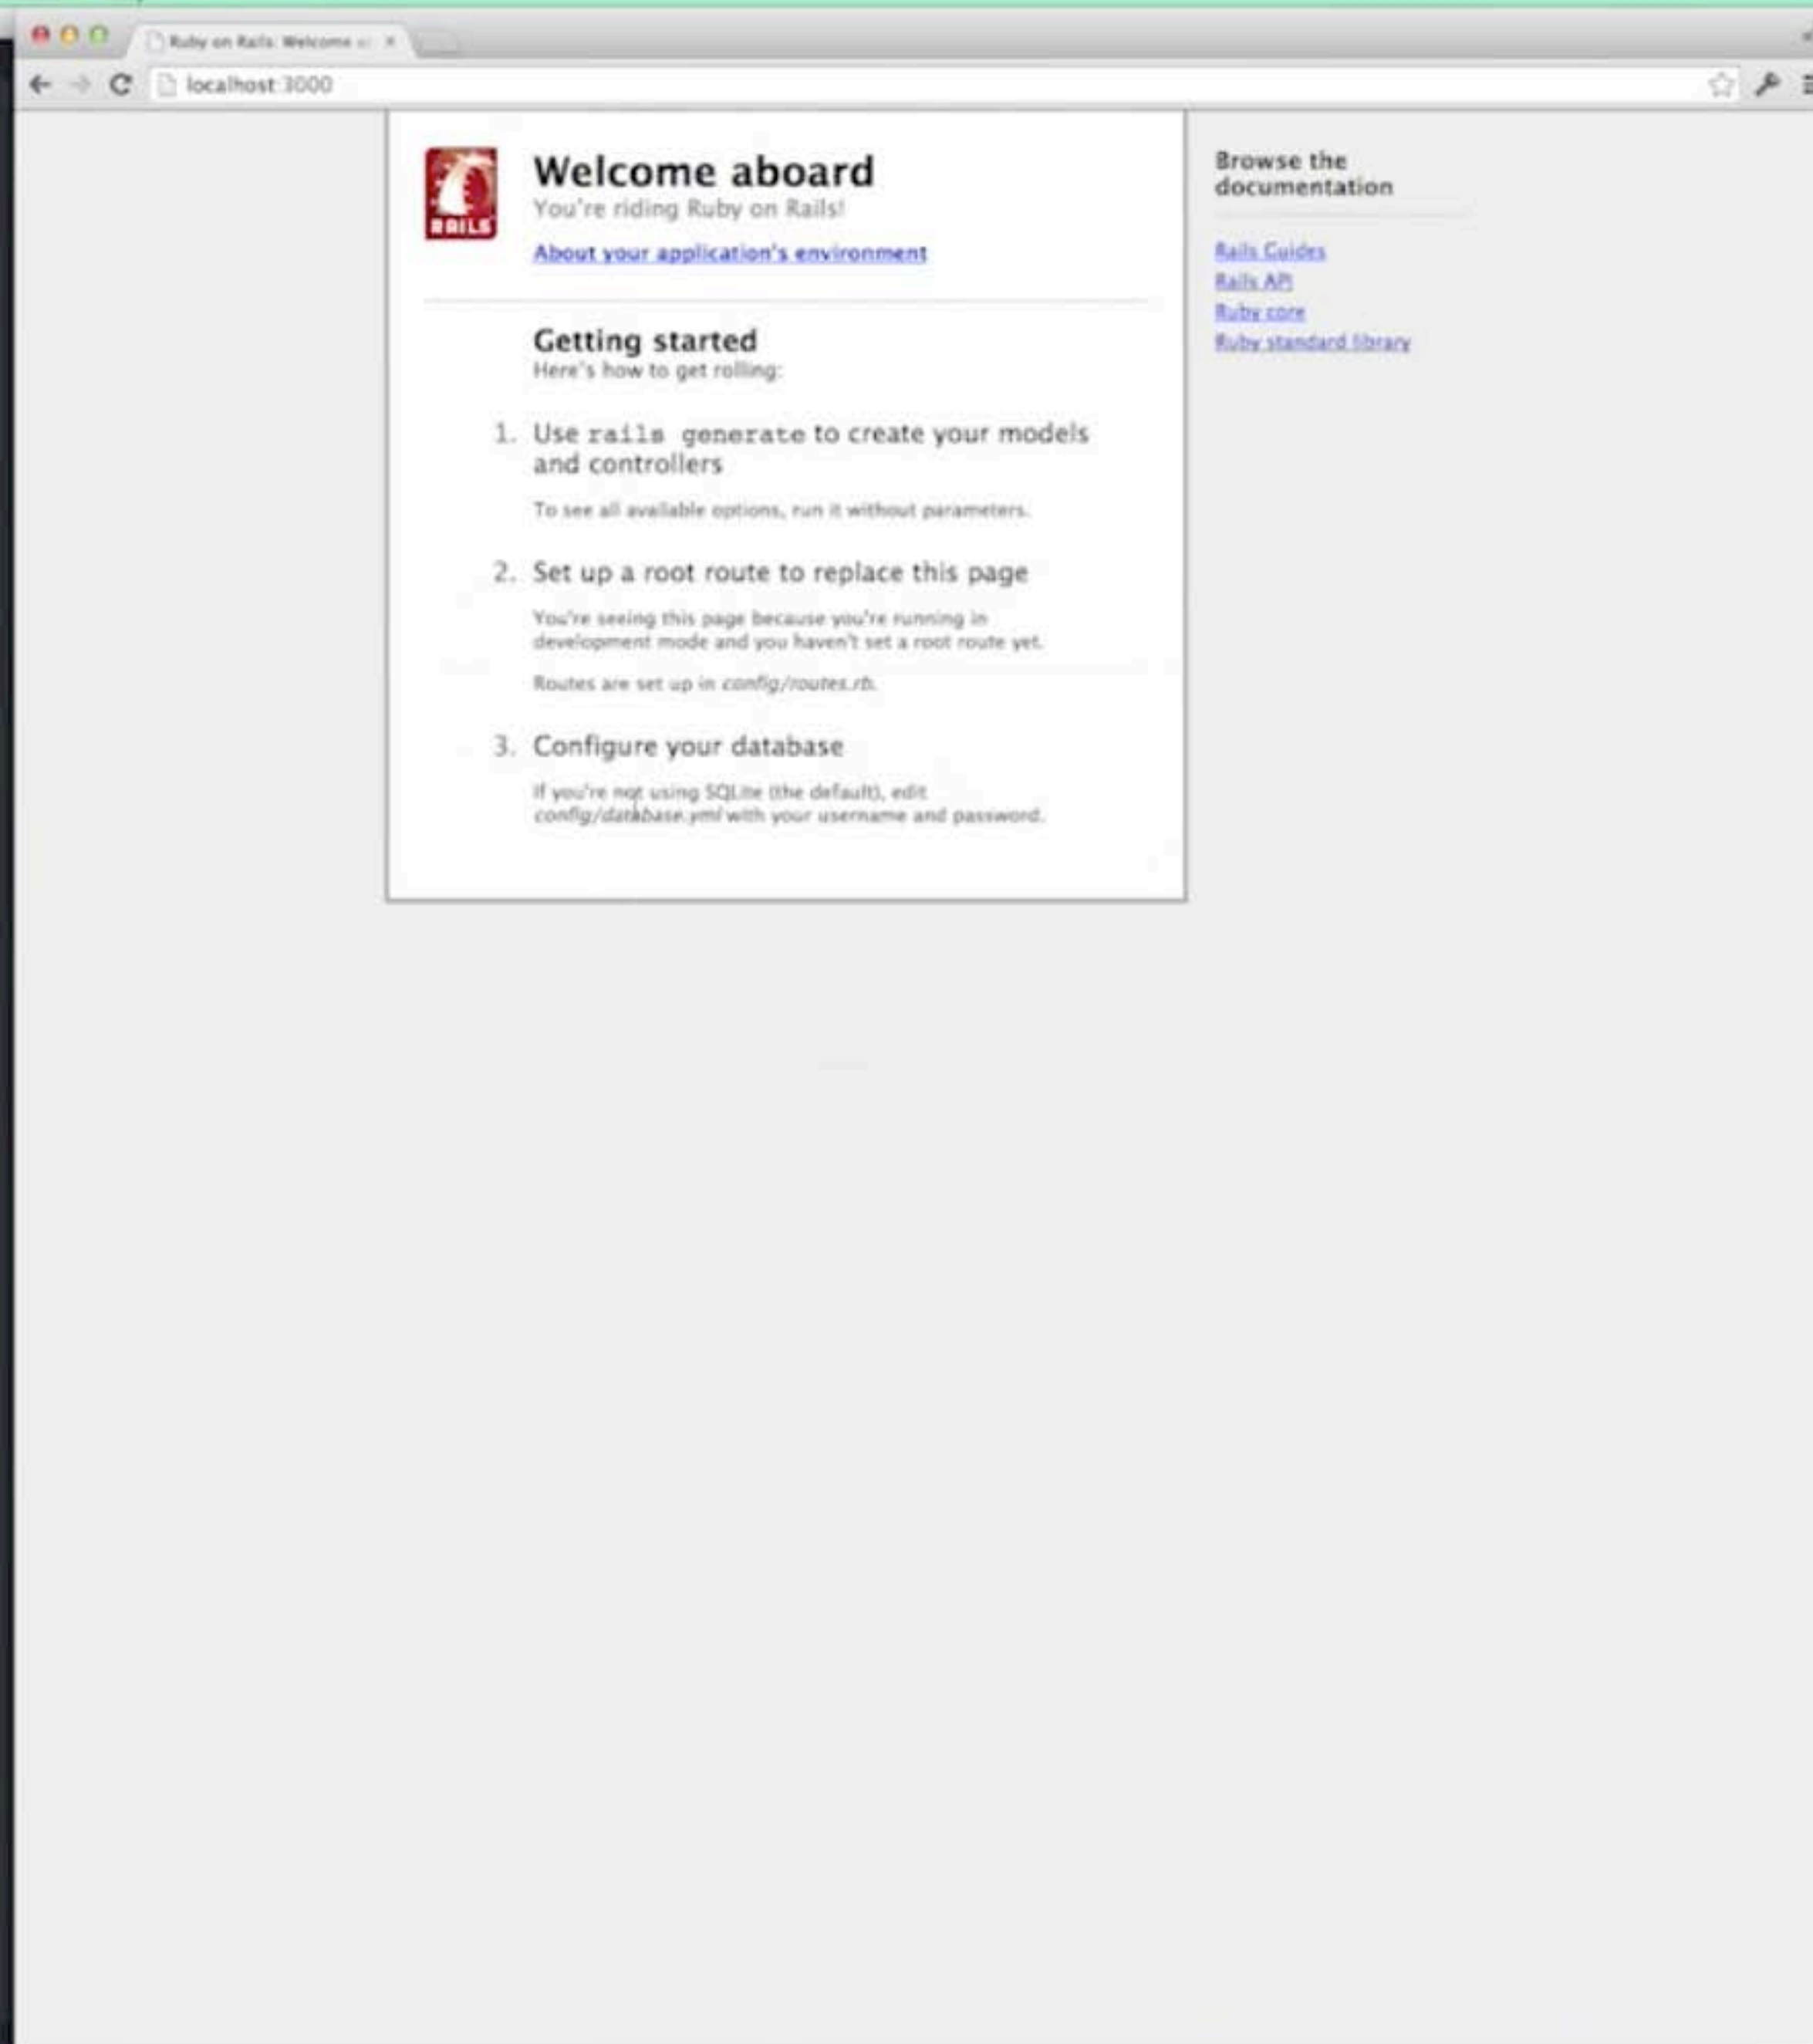 Ruby on Rails: Welcome
localhost:3000
RAILS
Welcome aboard
You're riding Ruby on Rails!
About your application's environment
Getting started
Here's how to get rolling:
1. Use rails generate to create your models
and controllers
To see all available options, run it without parameters.
2. Set up a root route to replace this page
You're seeing this page because you're running in
development mode and you haven't set a root route yet.
Routes are set up in config/routes.rb.
3. Configure your database
If you're not using SQLite (the default), edit
config/database.yml with your username and password.
Browse the
documentation
Rails Guides
Rails API
Ruby core
Ruby standard library